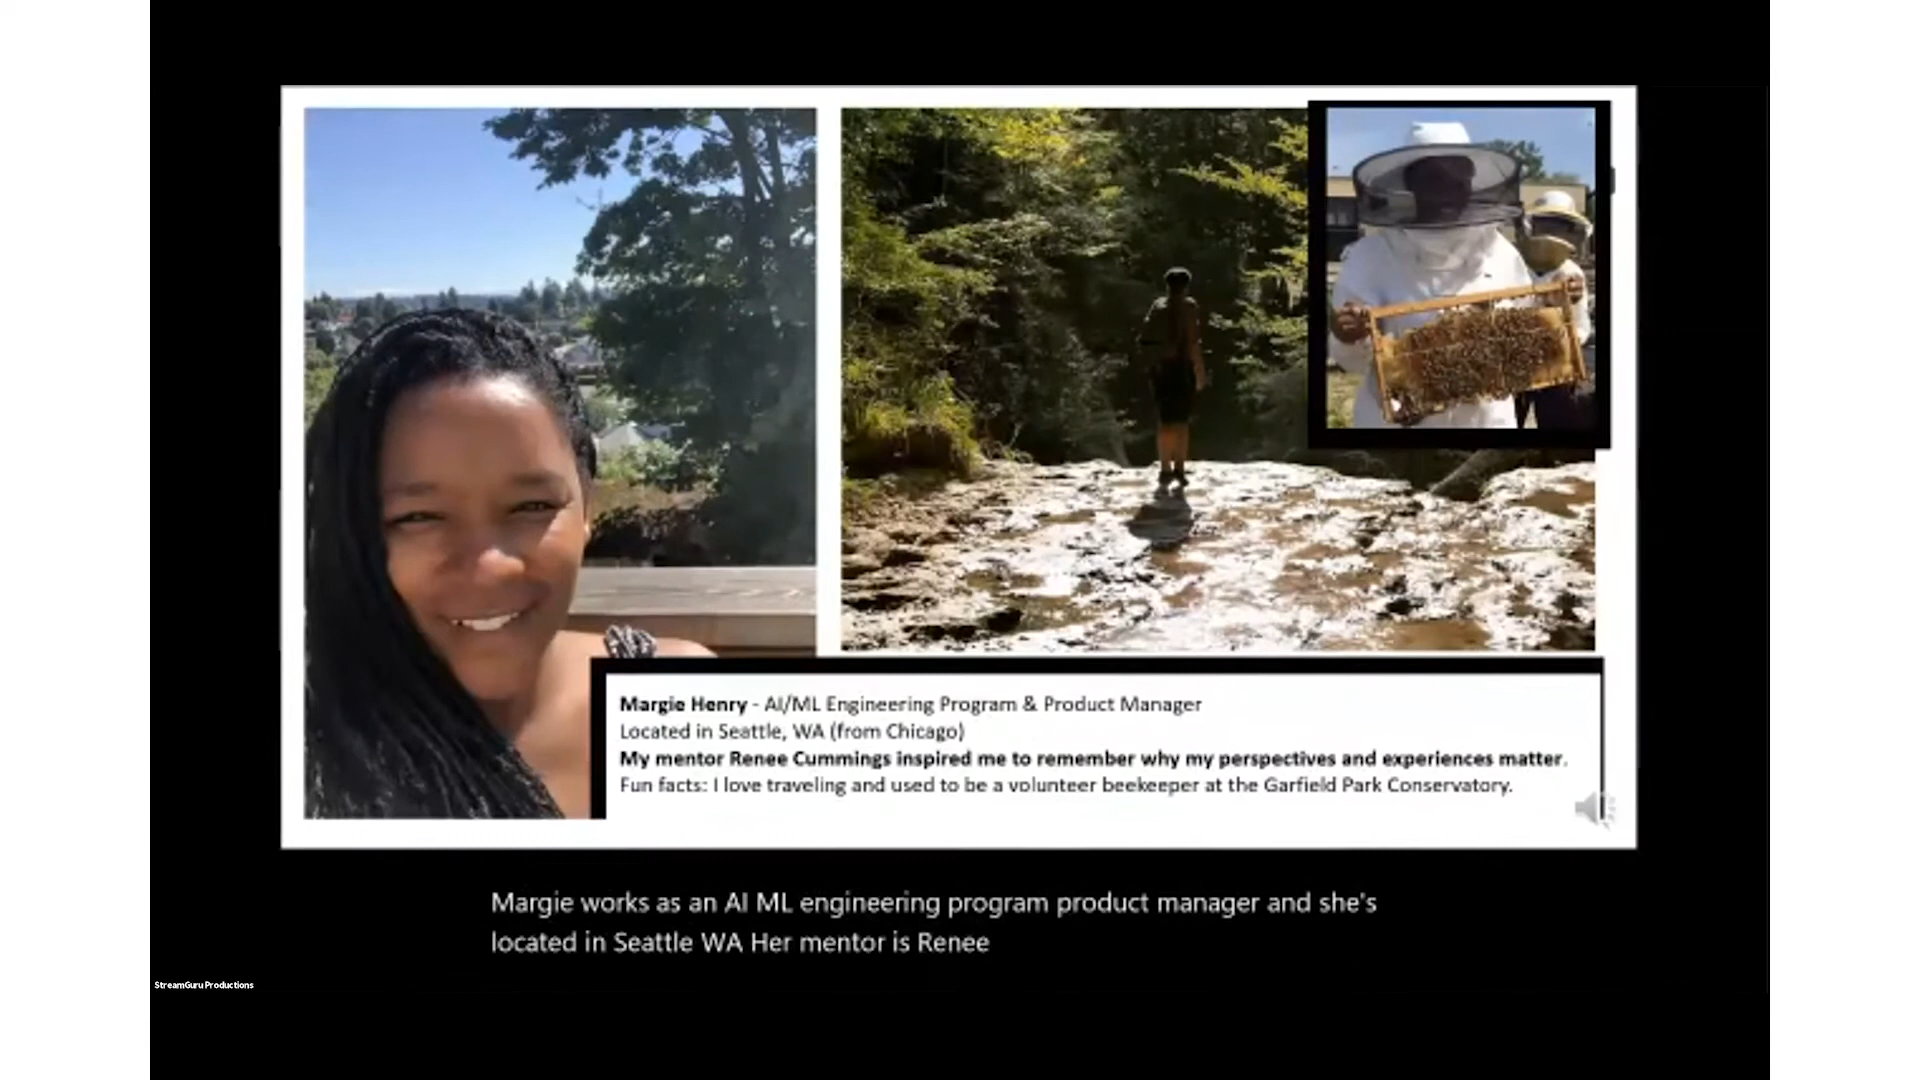 Margie Henry - AI/ML Engineering Program & Product Manager
Located in Seattle, WA (from Chicago)
My mentor Renee Cummings inspired me to remember why my perspectives and experiences matter.
Fun facts: I love traveling and used to be a volunteer beekeeper at the Garfield Park Conservatory.
Margie works as an AI ML engineering program product manager and she's
located in Seattle WA Her mentor is Renee
StreamGuru Productions